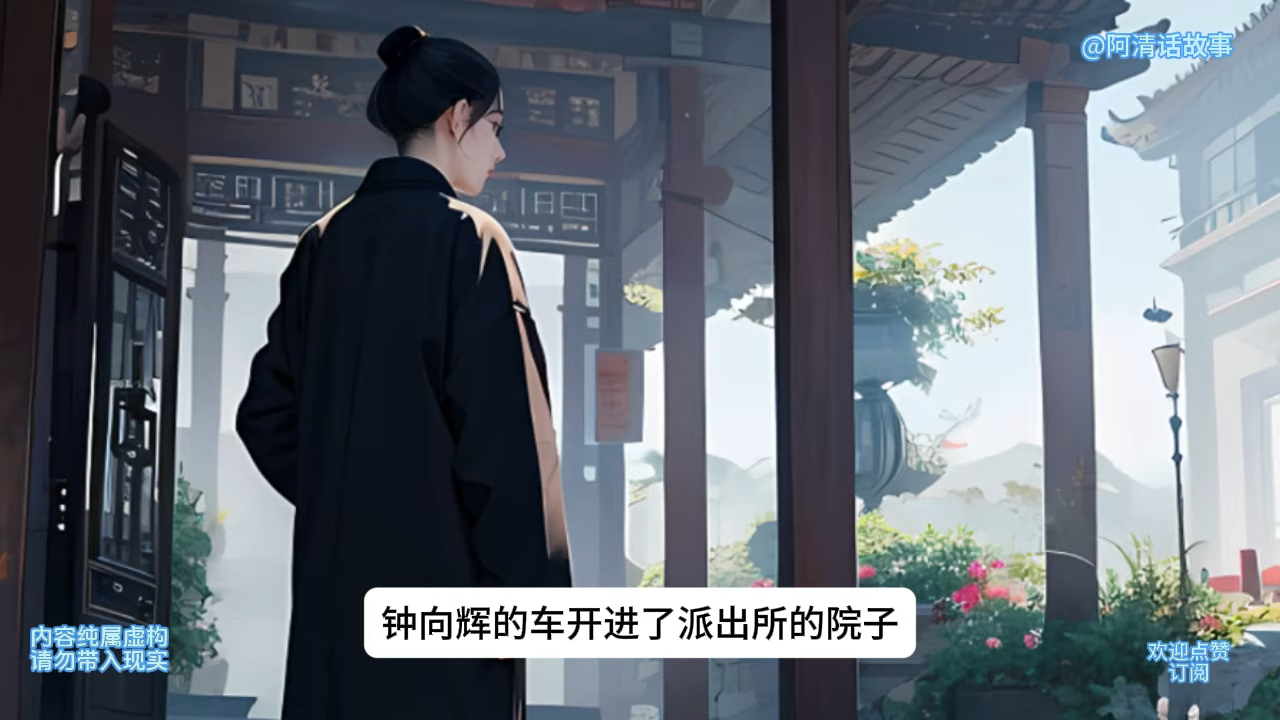 @阿清话故事
钟向辉的车开进了派出所的院子
内容纯属虚构
请勿带入现实
欢迎点赞
订阅